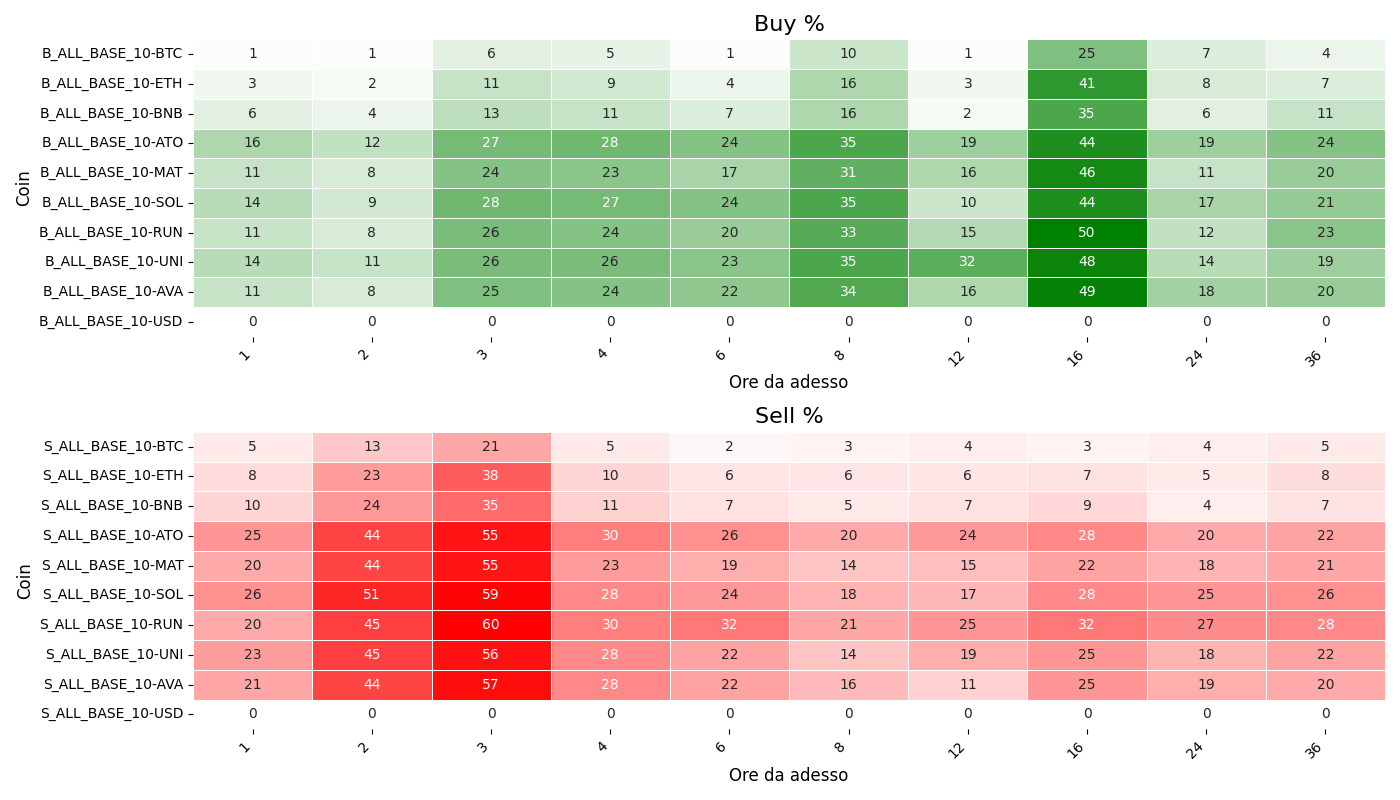 Buy %
Coin
B_ALL_BASE_10-BTC 1 1 6 5 1 10 1 25 7 4
B_ALL_BASE_10-ETH 3 2 11 9 4 16 3 41 8 7
B_ALL_BASE_10-BNB 6 4 13 11 7 16 2 35 6 11
B_ALL_BASE_10-ATO 16 12 27 28 24 35 19 44 19 24
B_ALL_BASE_10-MAT 11 8 24 23 17 31 16 46 11 20
B_ALL_BASE_10-SOL 14 9 28 27 24 35 10 44 17 21
B_ALL_BASE_10-RUN 11 8 26 24 20 33 15 50 12 23
B_ALL_BASE_10-UNI 14 11 26 26 23 35 32 48 14 19
B_ALL_BASE_10-AVA 11 8 25 24 22 34 16 49 18 20
B_ALL_BASE_10-USD 0 0 0 0 0 0 0 0 0 0
1 2 3 4 6 8 12 16 24 36
Ore da adesso
Sell %
Coin
S_ALL_BASE_10-BTC 5 13 21 5 2 3 4 3 4 5
S_ALL_BASE_10-ETH 8 23 38 10 6 6 6 7 5 8
S_ALL_BASE_10-BNB 10 24 35 11 7 5 7 9 4 7
S_ALL_BASE_10-ATO 25 44 55 30 26 20 24 28 20 22
S_ALL_BASE_10-MAT 20 44 55 23 19 14 15 22 18 21
S_ALL_BASE_10-SOL 26 51 59 28 24 18 17 28 25 26
S_ALL_BASE_10-RUN 20 45 60 30 32 21 25 32 27 28
S_ALL_BASE_10-UNI 23 45 56 28 22 14 19 25 18 22
S_ALL_BASE_10-AVA 21 44 57 28 22 16 11 25 19 20
S_ALL_BASE_10-USD 0 0 0 0 0 0 0 0 0 0
1 2 3 4 6 8 12 16 24 36
Ore da adesso